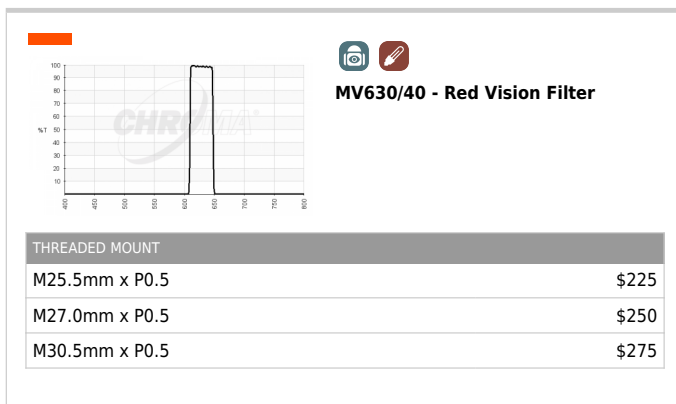 MV630/40 - Red Vision Filter
100
90
80
70
60
%T 50
40
30
20
10
400 450 500 550 600 650 700 750 800
CHROMA®
THREADED MOUNT
M25.5mm x P0.5 $225
M27.0mm x P0.5 $250
M30.5mm x P0.5 $275